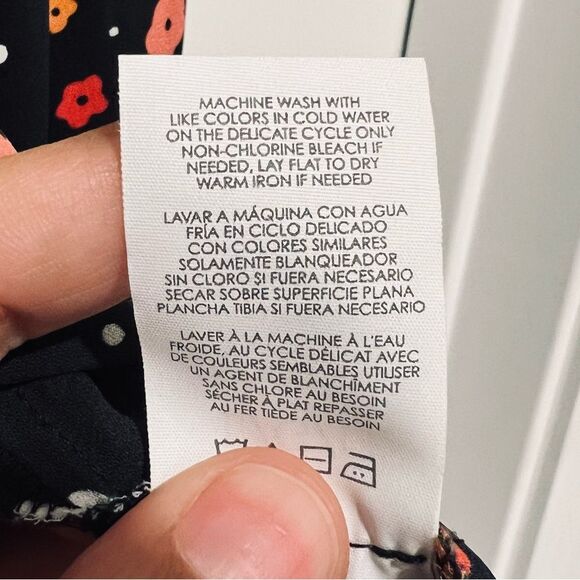 MACHINE WASH WITH
LIKE COLORS IN COLD WATER
ON THE DELICATE CYCLE ONLY
NON-CHLORINE BLEACH IF
NEEDED, LAY FLAT TO DRY
WARM IRON IF NEEDED
LAVAR A MÁQUINA CON AGUA
FRÍA EN CICLO DELICADO
CON COLORES SIMILARES
SOLAMENTE BLANQUEADOR
SIN CLORO SI FUERA NECESARIO
SECAR SOBRE SUPERFICIE PLANA
PLANCHA TIBIA SI FUERA NECESARIO
LAVER À LA MACHINE À L'EAU
FROIDE, AU CYCLE DÉLICAT AVEC
DE COULEURS SEMBLABLES UTILISER
UN AGENT DE BLANCHÎMENT
SANS CHLORE AU BESOIN
SÉCHER À PLAT REPASSER
AU FER TIÈDE AU BESOIN